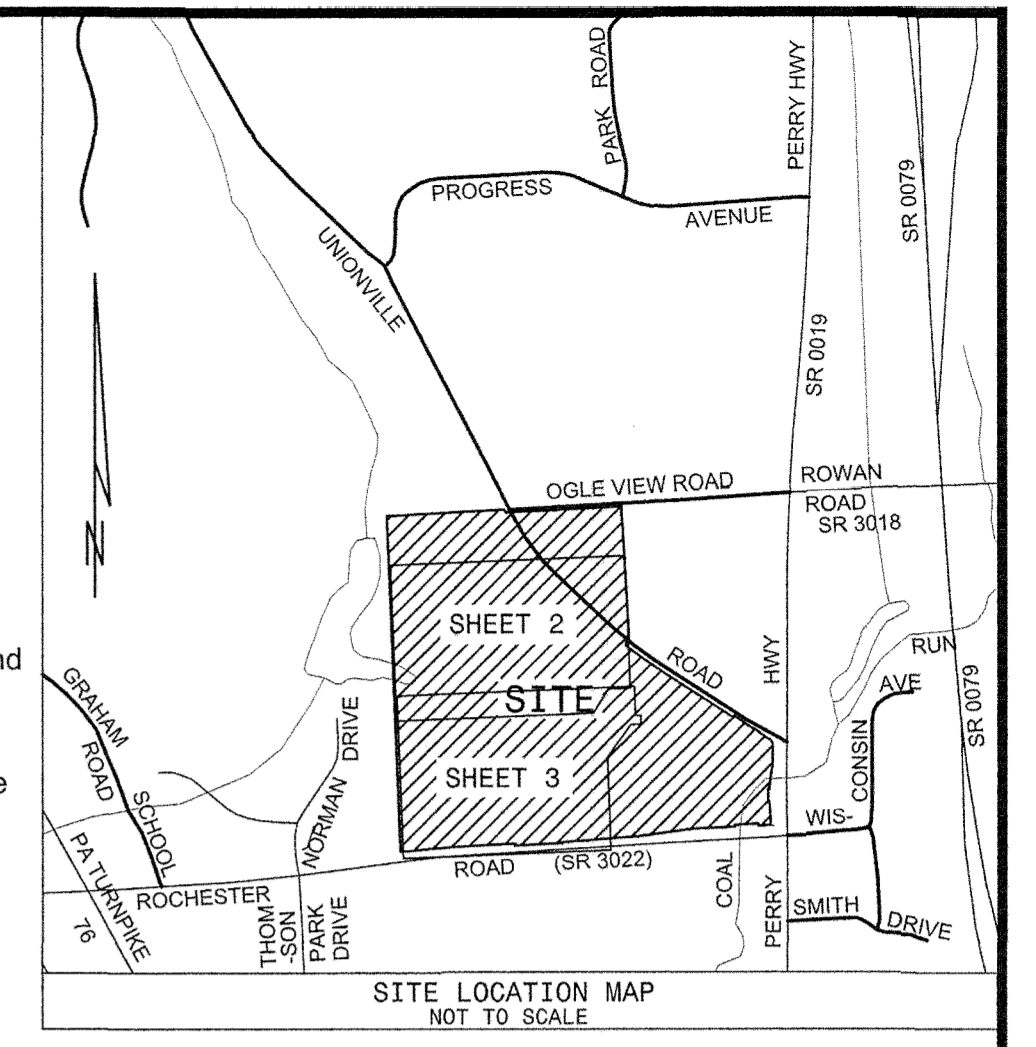 PARK ROAD
PERRY HWY
PROGRESS
AVENUE
SR 0079
UNIONVILLE
SR 0019
OGLE VIEW ROAD
ROWAN
ROAD
SR 3018
N
SHEET 2
ROAD
HWY
RUN
nd
GRAHAM
SITE
AVE
SR 0079
DRIVE
ROAD
CONSIN
SHEET 3
e
SCHOOL
NORMAN
WIS-
PA TURNPIKE
ROAD
(SR 3022)
ROCHESTER
COAL
76
THOM
-SON
PARK
DRIVE
PERRY
SMITH
DRIVE
SITE LOCATION MAP
NOT TO SCALE